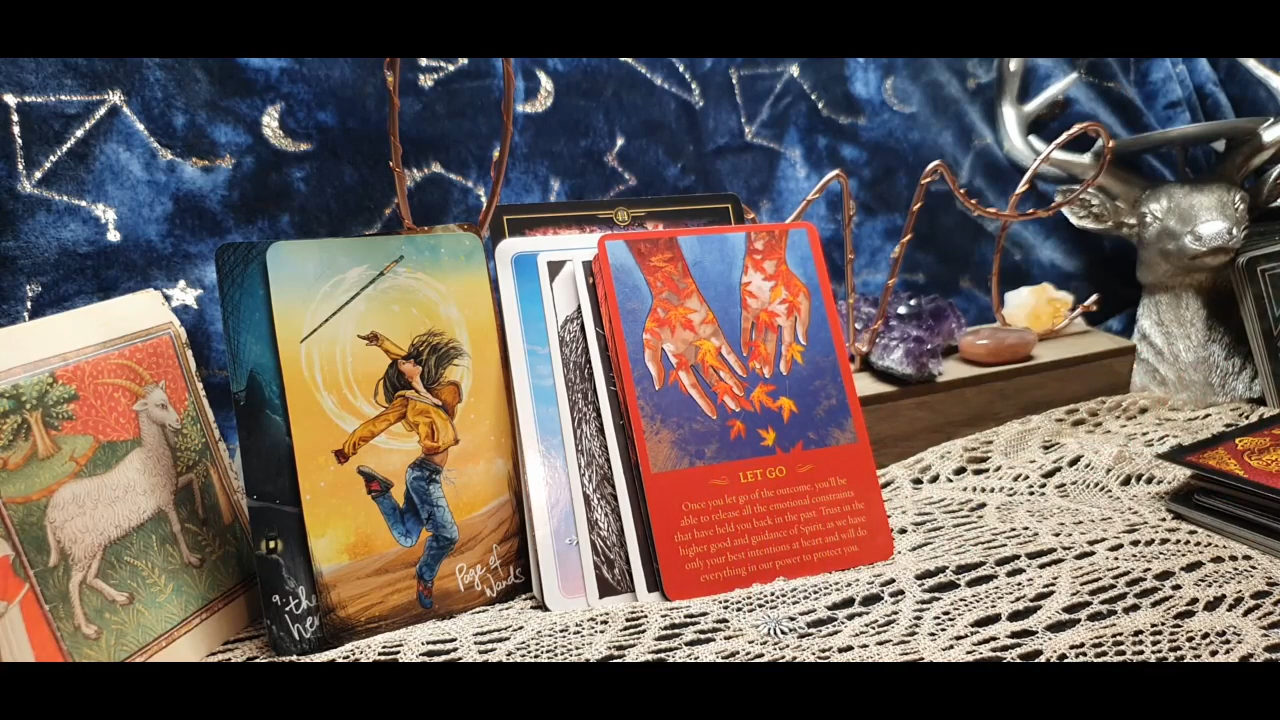 9. the
he
Page of
Wands
LET GO
Once you let go of the outcome, you'll be
able to release all the emotional constraints
that have held you back in the past. Trust in the
higher good and guidance of Spirit, as we have
only your best intentions at heart and will do
everything in our power to protect you.